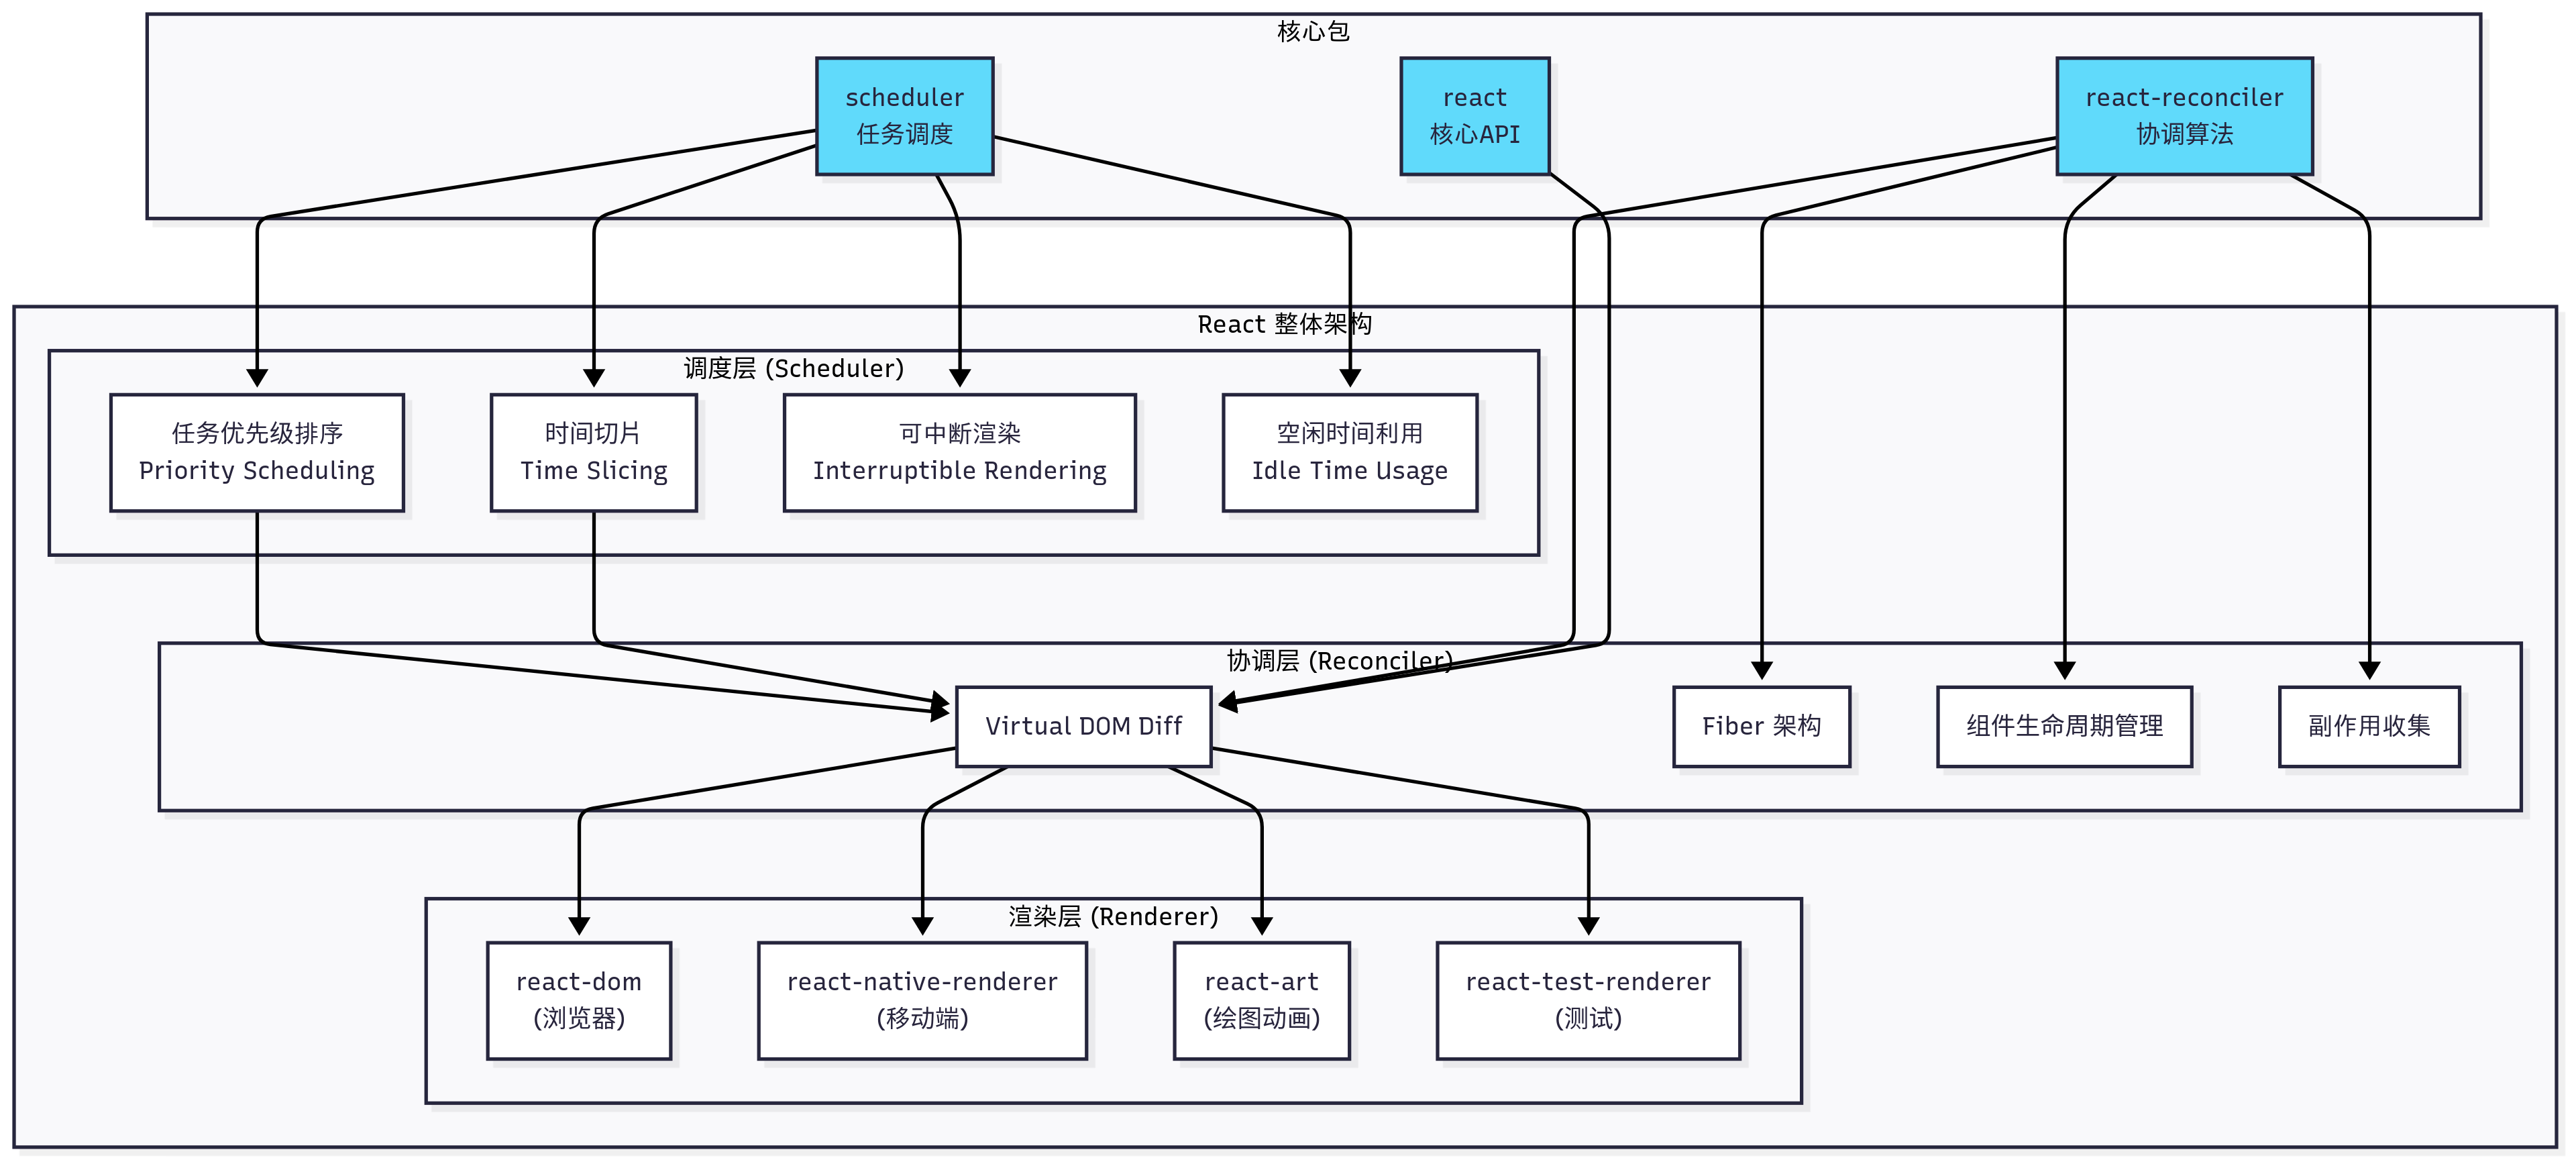 核心包
scheduler
任务调度
react
核心API
react-reconciler
协调算法
React 整体架构
调度层 (Scheduler)
任务优先级排序
Priority Scheduling
时间切片
Time Slicing
可中断渲染
Interruptible Rendering
空闲时间利用
Idle Time Usage
协调层 (Reconciler)
Virtual DOM Diff
Fiber 架构
组件生命周期管理
副作用收集
渲染层 (Renderer)
react-dom
(浏览器)
react-native-renderer
(移动端)
react-art
(绘图动画)
react-test-renderer
(测试)